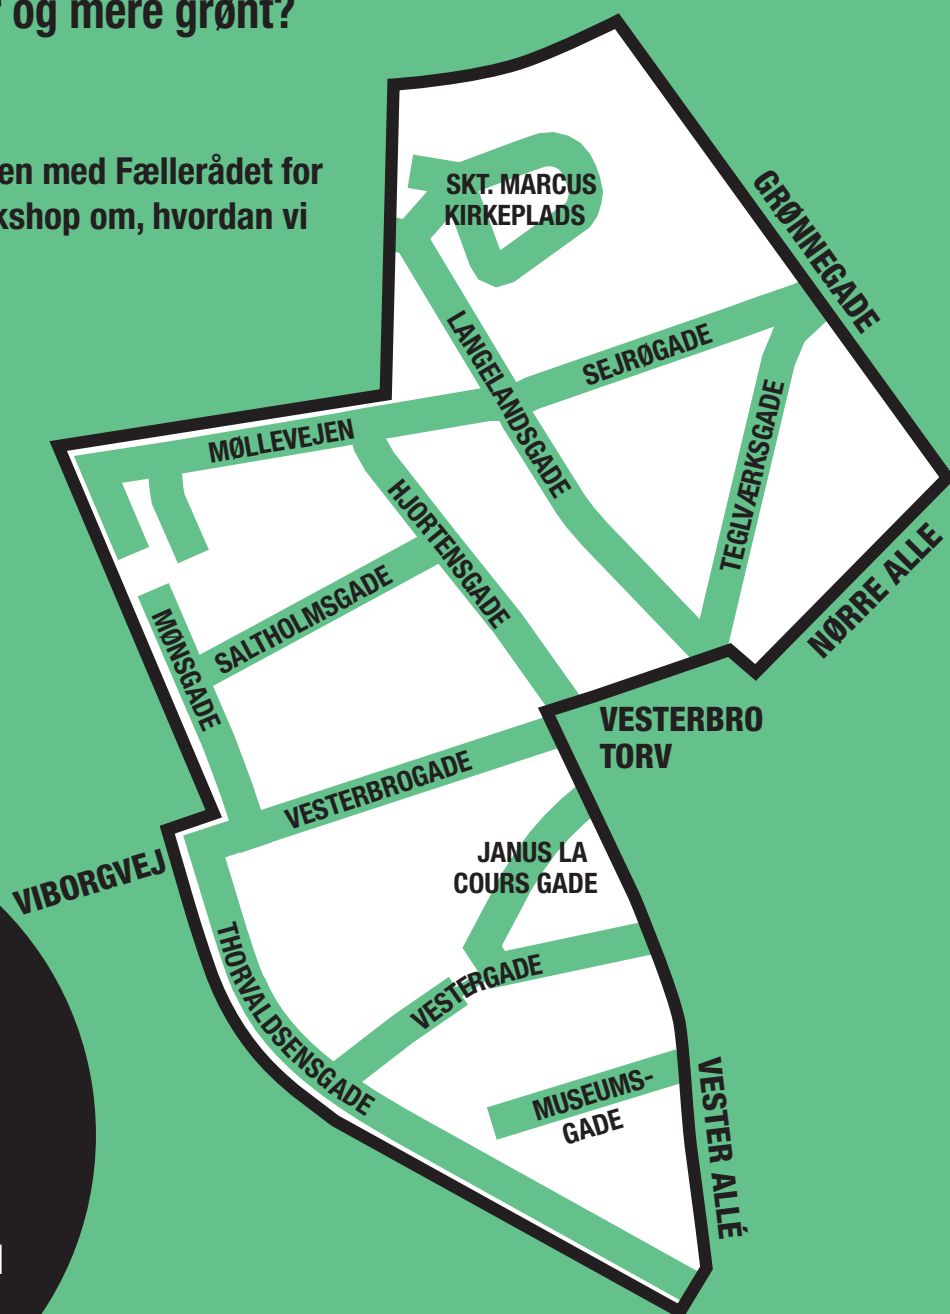 og mere grønt?
en med Fællerådet for
kshop om, hvordan vi
SKT. MARCUS
KIRKEPLADS
GRØNNEGADE
LANGELANDSGADE
SEJRØGADE
TEGLVÆRKSGADE
MØLLEVEJEN
HJORTENSGADE
NØRRE ALLE
SALTHOLMSGADE
MØNSGADE
VESTERBRO
TORV
VESTERBROGADE
JANUS LA
COURS GADE
VIBORGVEJ
THORVALDSENSGADE
VESTERGADE
MUSEUMS-
GADE
VESTER ALLÉ